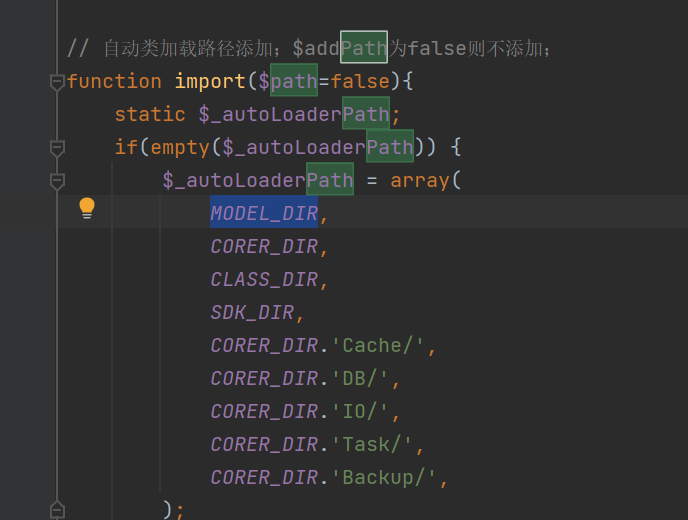 // 自动类加载路径添加；$addPath为false则不添加；
function import($path=false){
static $_autoLoaderPath;
if(empty($_autoLoaderPath)) {
$_autoLoaderPath = array(
MODEL_DIR,
CORER_DIR,
CLASS_DIR,
SDK_DIR,
CORER_DIR.'Cache/',
CORER_DIR.'DB/',
CORER_DIR.'IO/',
CORER_DIR.'Task/',
CORER_DIR.'Backup/',
);